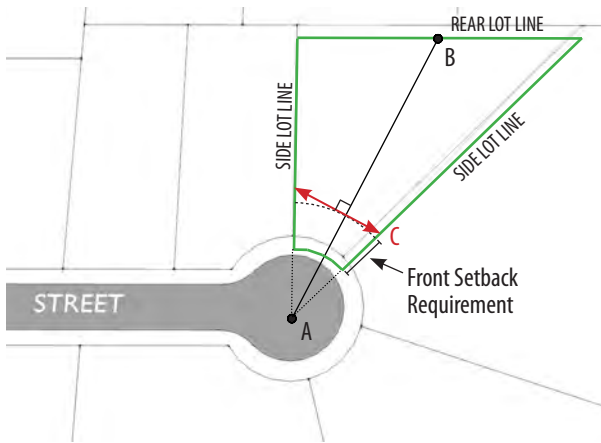 REAR LOT LINE
B
SIDE LOT LINE
SIDE LOT LINE
C
Front Setback
Requirement
STREET
A